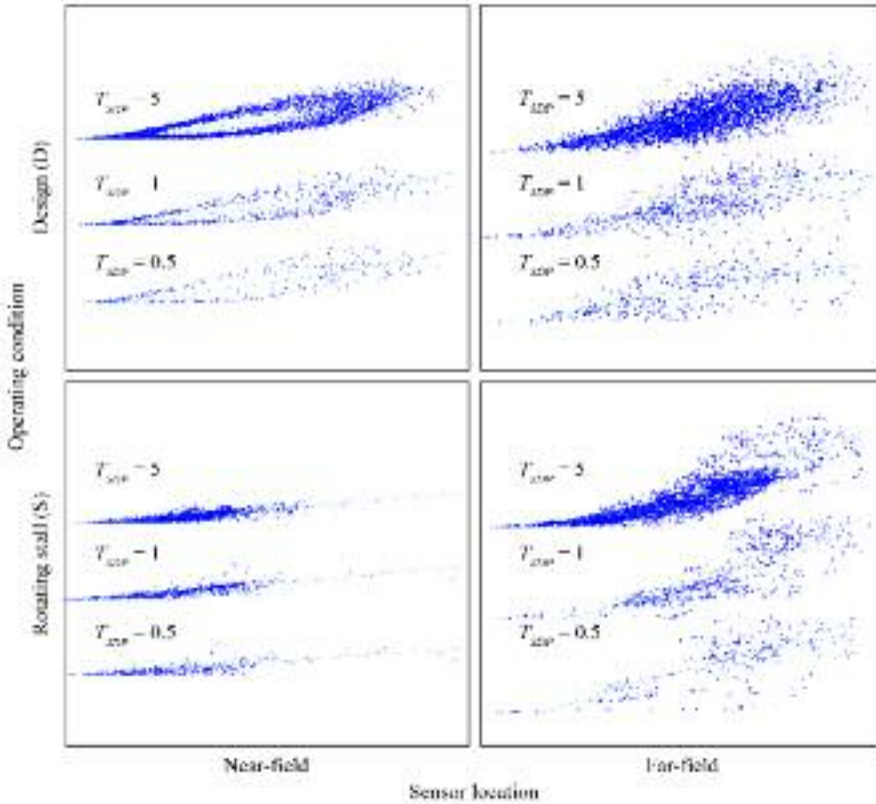 Design (D)
T = 5
T = 1
T = 0.5
T = 5
T = 1
T = 0.5
Operating condition
Rotating stall (S)
T = 5
T = 1
T = 0.5
T = 5
T = 1
T = 0.5
Near-field
Far-field
Sensor location